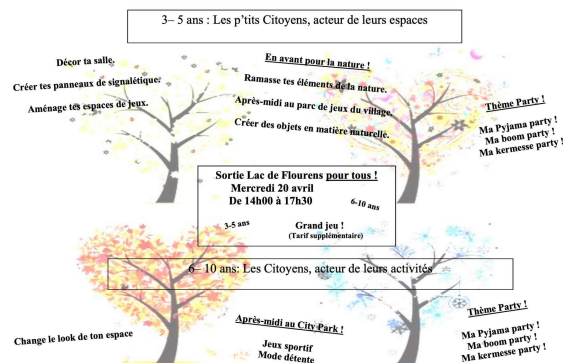 3– 5 ans : Les p'tits Citoyens, acteur de leurs espaces
Décor ta salle.
Créer tes panneaux de signalétique.
Aménage tes espaces de jeux.
En avant pour la nature !
Ramasse tes éléments de la nature.
Après-midi au parc de jeux du village.
Créer des objets en matière naturelle.
Thème Party !
Ma Pyjama party !
Ma boom party !
Ma kermesse party !
Sortie Lac de Flourens pour tous !
Mercredi 20 avril
De 14h00 à 17h30
6-10 ans
3-5 ans
Grand jeu !
(Tarif supplémentaire)
6– 10 ans: Les Citoyens, acteur de leurs activités
Change le look de ton espace
Après-midi au City Park !
Jeux sportif
Mode détente
Thème Party !
Ma Pyjama party !
Ma boom party !
Ma kermesse party !